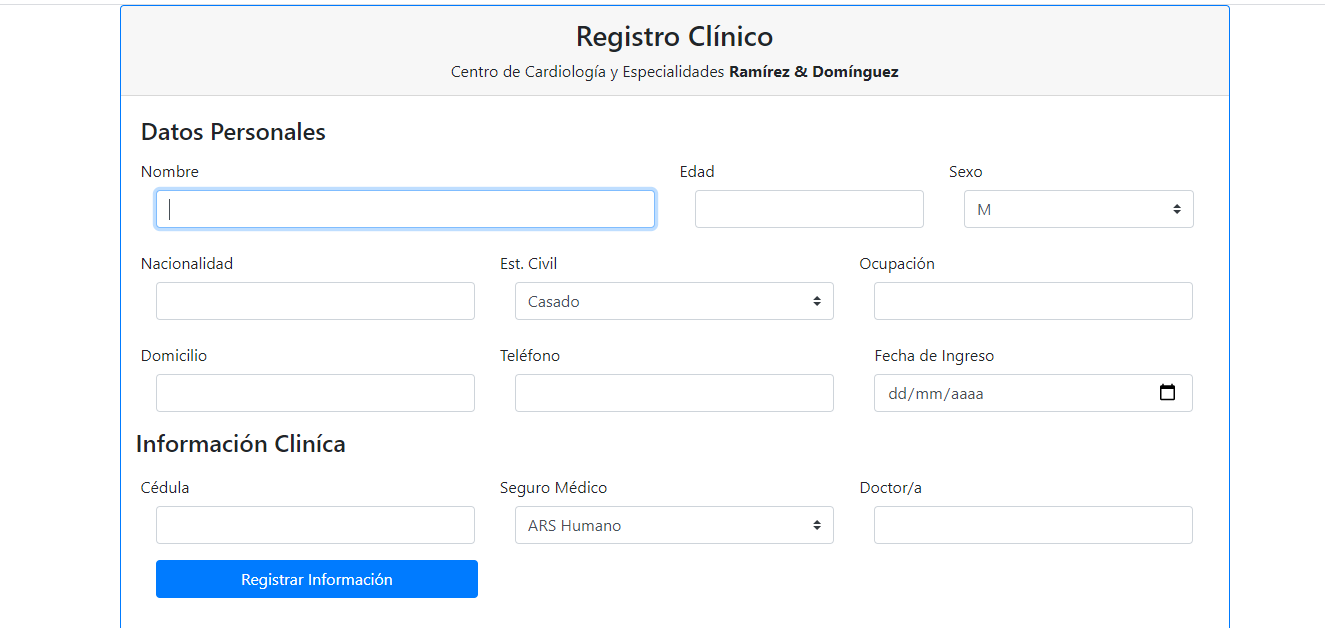 Registro Clínico
Centro de Cardiología y Especialidades Ramírez & Domínguez
Datos Personales
Nombre Edad Sexo
M
Nacionalidad Est. Civil Ocupación
Casado
Domicilio Teléfono Fecha de Ingreso
dd/mm/aaaa
Información Cliníca
Cédula Seguro Médico Doctor/a
ARS Humano
Registrar Información